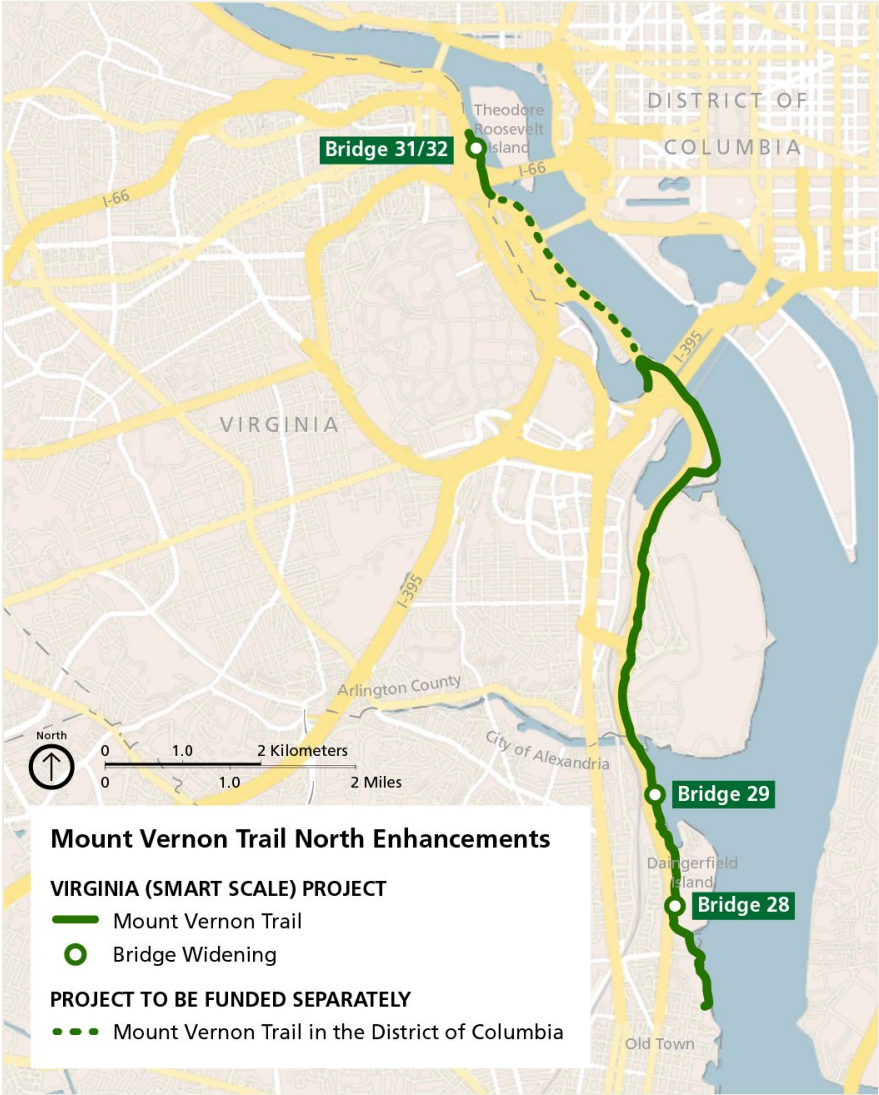 DISTRICT OF
COLUMBIA
Theodore
Roosevelt
Island
Bridge 31/32
I-66
I-66
I-395
VIRGINIA
I-395
Arlington County
City of Alexandria
North
0 1.0 2 Kilometers
0 1.0 2 Miles
Bridge 29
Daingerfield
Island
Bridge 28
Old Town
Mount Vernon Trail North Enhancements
VIRGINIA (SMART SCALE) PROJECT
Mount Vernon Trail
Bridge Widening
PROJECT TO BE FUNDED SEPARATELY
Mount Vernon Trail in the District of Columbia